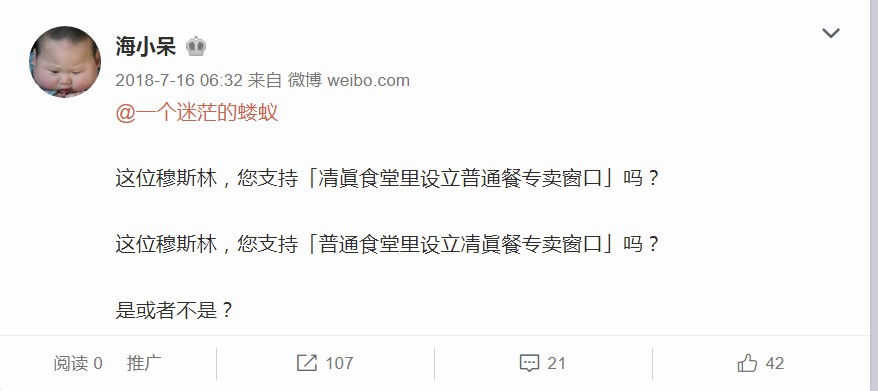 海小呆
2018-7-16 06:32 来自 微博 weibo.com
@一个迷茫的蝼蚁
这位穆斯林，您支持「凊眞食堂里设立普通餐专卖窗口」吗？
这位穆斯林，您支持「普通食堂里设立凊眞餐专卖窗口」吗？
是或者不是？
阅读 0 推广 107 21 42